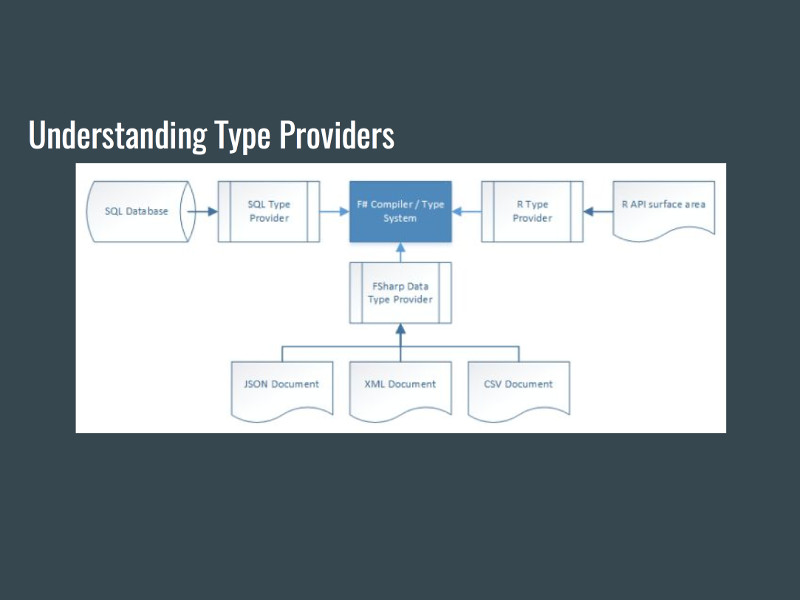 Understanding Type Providers
SQL Database
SQL Type
Provider
F# Compiler / Type
System
R Type
Provider
R API surface area
FSharp Data
Type Provider
JSON Document
XML Document
CSV Document